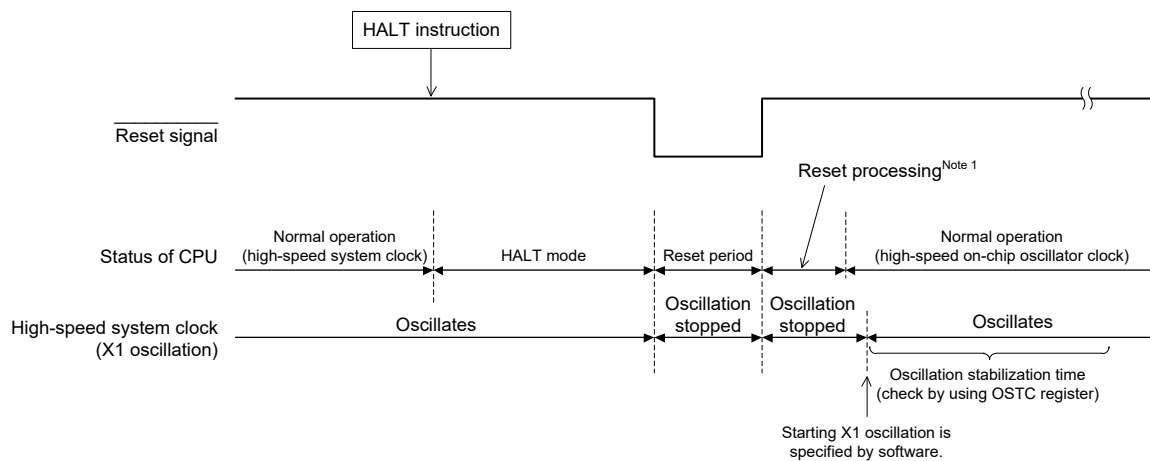 HALT instruction
Reset signal
Reset processing Note 1
Status of CPU
Normal operation
(high-speed system clock)
HALT mode
Reset period
Normal operation
(high-speed on-chip oscillator clock)
High-speed system clock
(X1 oscillation)
Oscillates
Oscillation
stopped
Oscillation
stopped
Oscillates
Oscillation stabilization time
(check by using OSTC register)
Starting X1 oscillation is
specified by software.